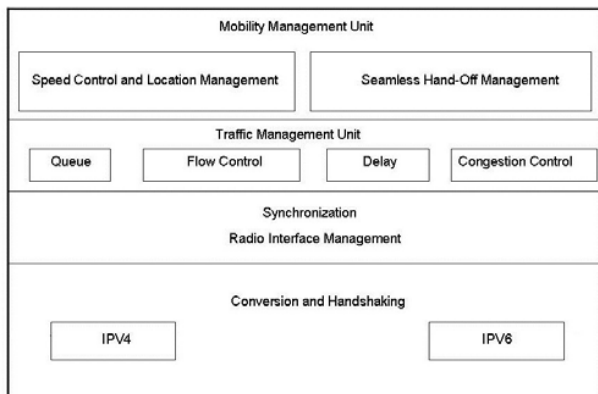 Mobility Management Unit
Speed Control and Location Management
Seamless Hand-Off Management
Traffic Management Unit
Queue
Flow Control
Delay
Congestion Control
Synchronization
Radio Interface Management
Conversion and Handshaking
IPV4
IPV6